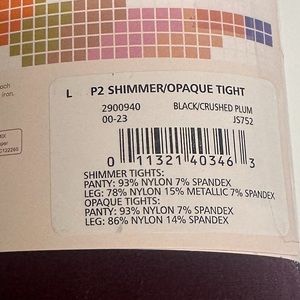 each
iron.
L P2 SHIMMER/OPAQUE TIGHT
2900940 BLACK/CRUSHED PLUM
00-23 JS752
0 11321 40346 3
SHIMMER TIGHTS:
PANTY: 93% NYLON 7% SPANDEX
LEG: 78% NYLON 15% METALLIC 7% SPANDEX
OPAQUE TIGHTS:
PANTY: 93% NYLON 7% SPANDEX
LEG: 86% NYLON 14% SPANDEX